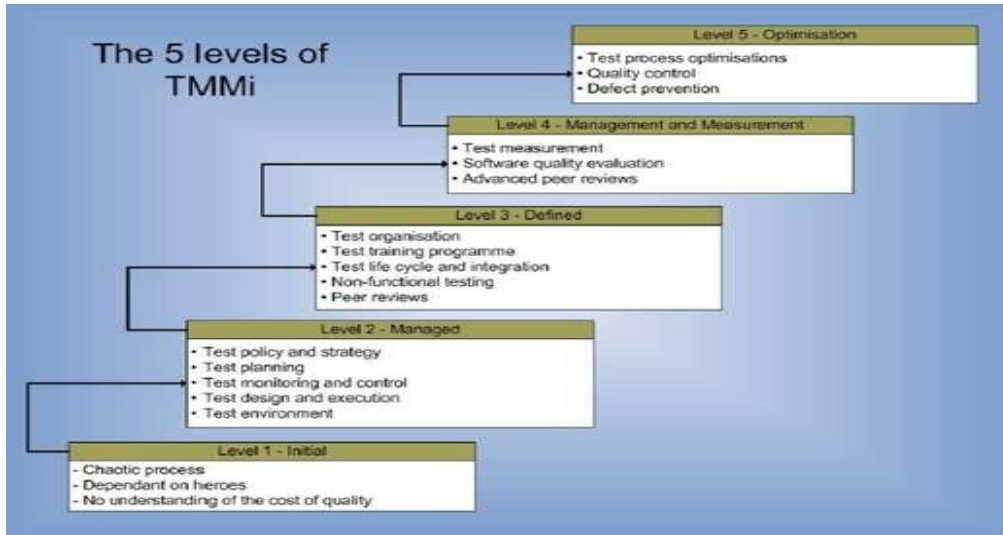 The 5 levels of
TMMi
Level 5 - Optimisation
• Test process optimisations
• Quality control
• Defect prevention
Level 4 - Management and Measurement
• Test measurement
• Software quality evaluation
• Advanced peer reviews
Level 3 - Defined
• Test organisation
• Test training programme
• Test life cycle and integration
• Non-functional testing
• Peer reviews
Level 2 - Managed
• Test policy and strategy
• Test planning
• Test monitoring and control
• Test design and execution
• Test environment
Level 1 - Initial
- Chaotic process
- Dependant on heroes
- No understanding of the cost of quality